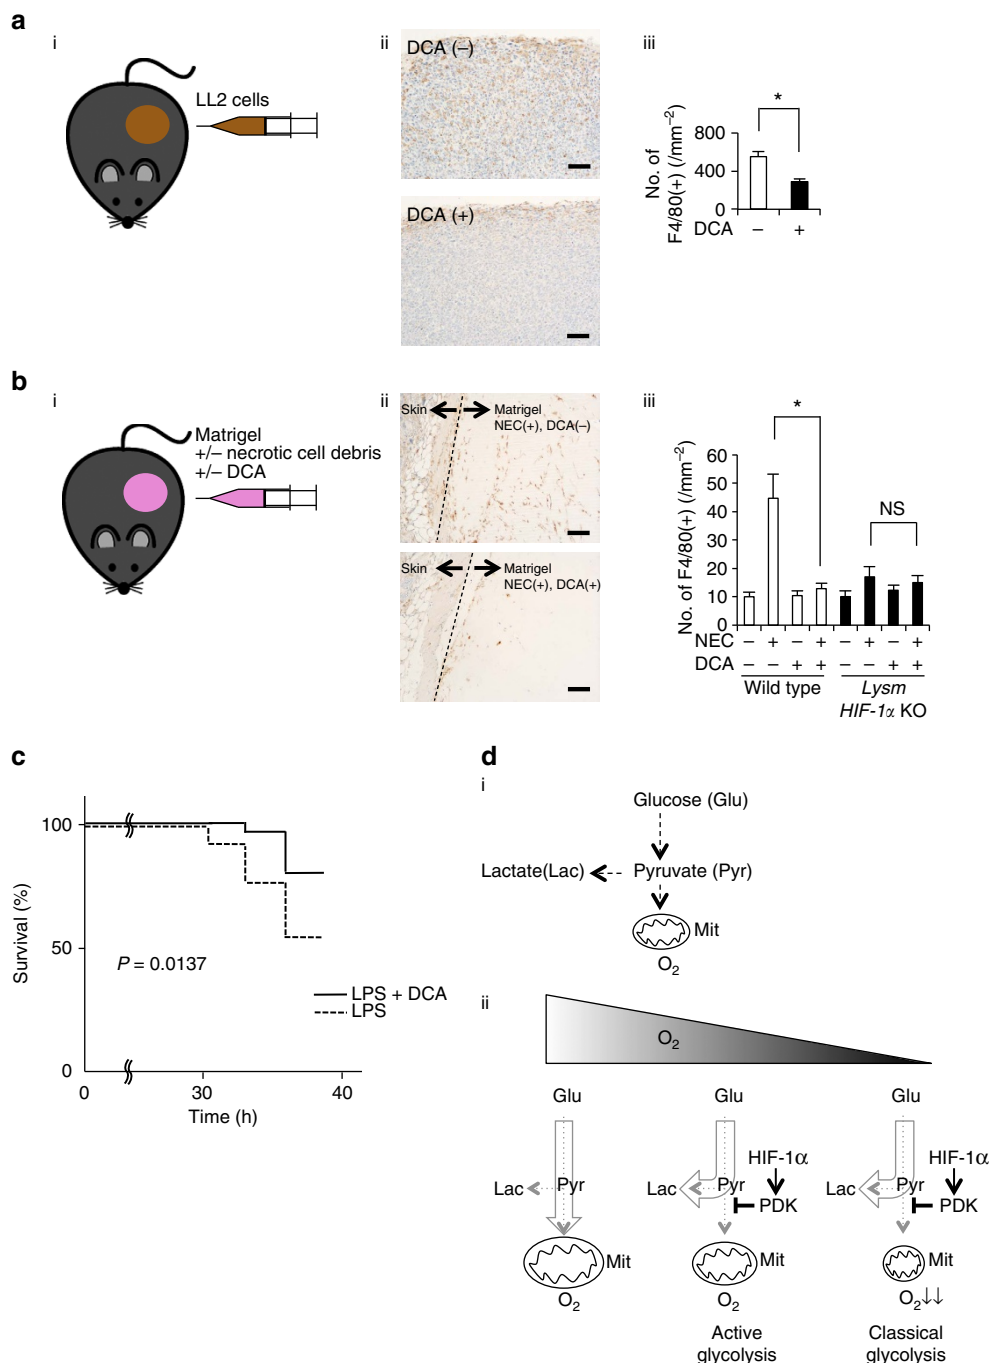 a
i
LL2 cells
ii
DCA (–)
DCA (+)
iii
*
No. of
F4/80(+) (/mm⁻²)
800
400
0
DCA – +
b
i
Matrigel
+/– necrotic cell debris
+/– DCA
ii
Skin
Matrigel
NEC(+), DCA(–)
Skin
Matrigel
NEC(+), DCA(+)
iii
*
NS
No. of F4/80(+) (/mm⁻²)
60
50
40
30
20
10
0
NEC – + – + – + – +
DCA – – + + – – + +
Wild type
Lysm
HIF-1α KO
c
Survival (%)
100
50
0
P = 0.0137
LPS + DCA
LPS
0 30 40
Time (h)
d
i
Glucose (Glu)
Lactate(Lac)
Pyruvate (Pyr)
Mit
O₂
ii
O₂
Glu Glu Glu
HIF-1α HIF-1α
Lac Pyr Lac Pyr Lac Pyr
PDK PDK
Mit Mit Mit
O₂ O₂ O₂↓↓
Active
glycolysis
Classical
glycolysis